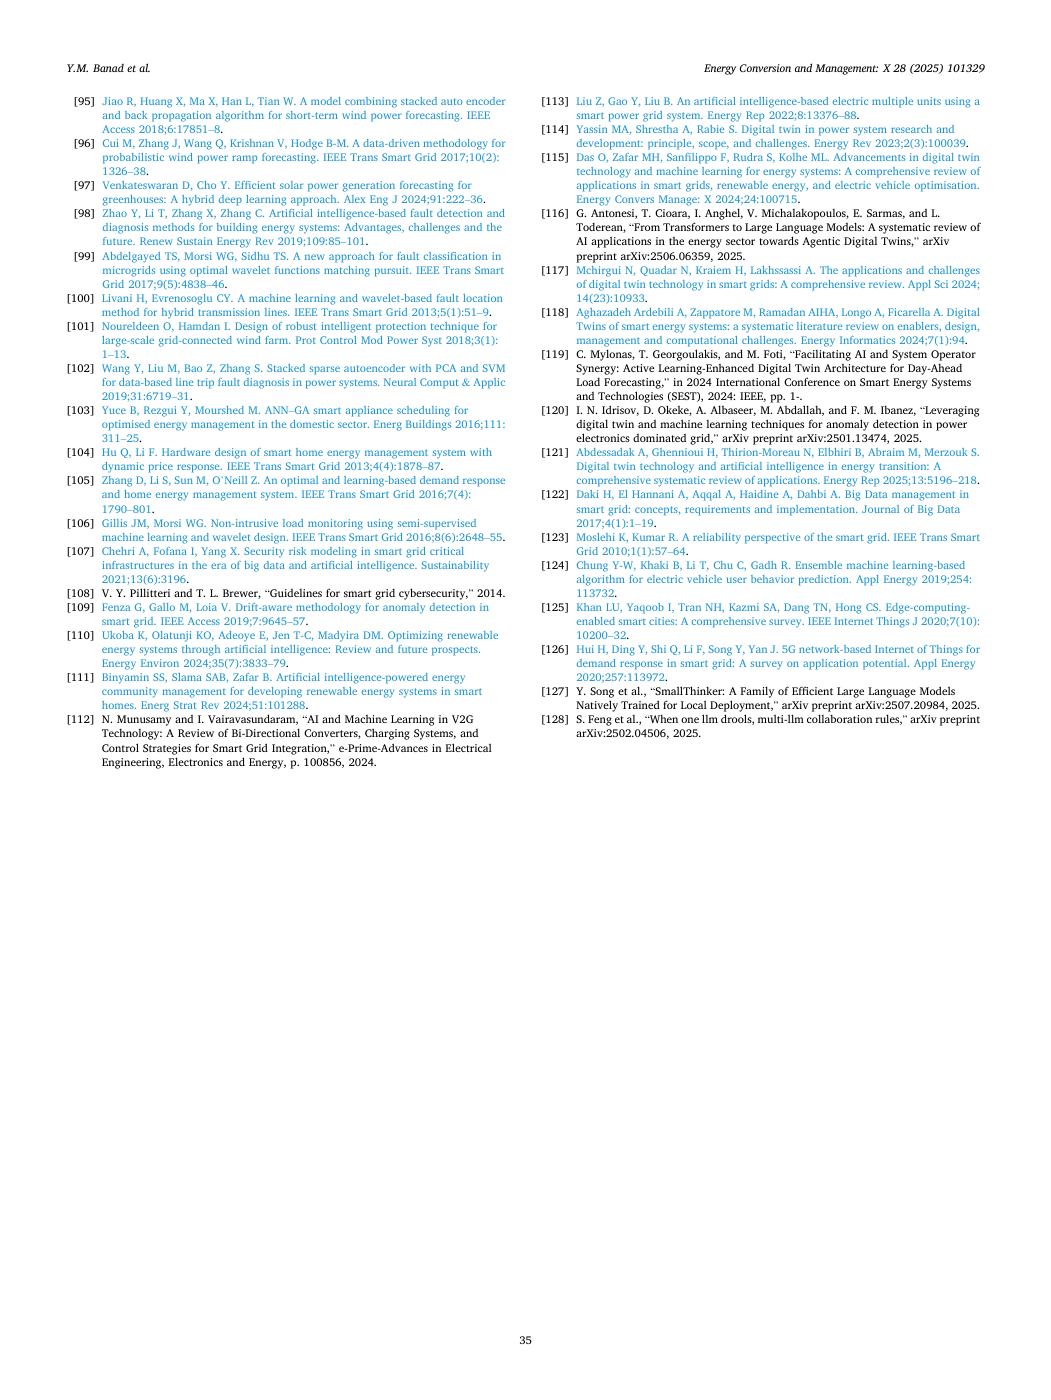 Y.M. Banad et al.
Energy Conversion and Management: X 28 (2025) 101329
[95] Jiao R, Huang X, Ma X, Han L, Tian W. A model combining stacked auto encoder
and back propagation algorithm for short-term wind power forecasting. IEEE
Access 2018;6:17851–8.
[96] Cui M, Zhang J, Wang Q, Krishnan V, Hodge B-M. A data-driven methodology for
probabilistic wind power ramp forecasting. IEEE Trans Smart Grid 2017;10(2):
1326–38.
[97] Venkateswaran D, Cho Y. Efficient solar power generation forecasting for
greenhouses: A hybrid deep learning approach. Alex Eng J 2024;91:222–36.
[98] Zhao Y, Li T, Zhang X, Zhang C. Artificial intelligence-based fault detection and
diagnosis methods for building energy systems: Advantages, challenges and the
future. Renew Sustain Energy Rev 2019;109:85–101.
[99] Abdelgayed TS, Morsi WG, Sidhu TS. A new approach for fault classification in
microgrids using optimal wavelet functions matching pursuit. IEEE Trans Smart
Grid 2017;9(5):4838–46.
[100] Livani H, Evrenosoglu CY. A machine learning and wavelet-based fault location
method for hybrid transmission lines. IEEE Trans Smart Grid 2013;5(1):51–9.
[101] Noureldeen O, Hamdan I. Design of robust intelligent protection technique for
large-scale grid-connected wind farm. Prot Control Mod Power Syst 2018;3(1):
1–13.
[102] Wang Y, Liu M, Bao Z, Zhang S. Stacked sparse autoencoder with PCA and SVM
for data-based line trip fault diagnosis in power systems. Neural Comput & Applic
2019;31:6719–31.
[103] Yuce B, Rezgui Y, Mourshed M. ANN–GA smart appliance scheduling for
optimised energy management in the domestic sector. Energ Buildings 2016;111:
311–25.
[104] Hu Q, Li F. Hardware design of smart home energy management system with
dynamic price response. IEEE Trans Smart Grid 2013;4(4):1878–87.
[105] Zhang D, Li S, Sun M, O'Neill Z. An optimal and learning-based demand response
and home energy management system. IEEE Trans Smart Grid 2016;7(4):
1790–801.
[106] Gillis JM, Morsi WG. Non-intrusive load monitoring using semi-supervised
machine learning and wavelet design. IEEE Trans Smart Grid 2016;8(6):2648–55.
[107] Chehri A, Fofana I, Yang X. Security risk modeling in smart grid critical
infrastructures in the era of big data and artificial intelligence. Sustainability
2021;13(6):3196.
[108] V. Y. Pillitteri and T. L. Brewer, “Guidelines for smart grid cybersecurity,” 2014.
[109] Fenza G, Gallo M, Loia V. Drift-aware methodology for anomaly detection in
smart grid. IEEE Access 2019;7:9645–57.
[110] Ukoba K, Olatunji KO, Adeoye E, Jen T-C, Madyira DM. Optimizing renewable
energy systems through artificial intelligence: Review and future prospects.
Energy Environ 2024;35(7):3833–79.
[111] Binyamin SS, Slama SAB, Zafar B. Artificial intelligence-powered energy
community management for developing renewable energy systems in smart
homes. Energ Strat Rev 2024;51:101288.
[112] N. Munusamy and I. Vairavasundaram, “AI and Machine Learning in V2G
Technology: A Review of Bi-Directional Converters, Charging Systems, and
Control Strategies for Smart Grid Integration,” e-Prime-Advances in Electrical
Engineering, Electronics and Energy, p. 100856, 2024.
[113] Liu Z, Gao Y, Liu B. An artificial intelligence-based electric multiple units using a
smart power grid system. Energy Rep 2022;8:13376–88.
[114] Yassin MA, Shrestha A, Rabie S. Digital twin in power system research and
development: principle, scope, and challenges. Energy Rev 2023;2(3):100039.
[115] Das O, Zafar MH, Sanfilippo F, Rudra S, Kolhe ML. Advancements in digital twin
technology and machine learning for energy systems: A comprehensive review of
applications in smart grids, renewable energy, and electric vehicle optimisation.
Energy Convers Manage: X 2024;24:100715.
[116] G. Antonesi, T. Cioara, I. Anghel, V. Michalakopoulos, E. Sarmas, and L.
Toderean, “From Transformers to Large Language Models: A systematic review of
AI applications in the energy sector towards Agentic Digital Twins,” arXiv
preprint arXiv:2506.06359, 2025.
[117] Mchirgui N, Quadar N, Kraiem H, Lakhssassi A. The applications and challenges
of digital twin technology in smart grids: A comprehensive review. Appl Sci 2024;
14(23):10933.
[118] Aghazadeh Ardebili A, Zappatore M, Ramadan AIHA, Longo A, Ficarella A. Digital
Twins of smart energy systems: a systematic literature review on enablers, design,
management and computational challenges. Energy Informatics 2024;7(1):94.
[119] C. Mylonas, T. Georgoulakis, and M. Foti, “Facilitating AI and System Operator
Synergy: Active Learning-Enhanced Digital Twin Architecture for Day-Ahead
Load Forecasting,” in 2024 International Conference on Smart Energy Systems
and Technologies (SEST), 2024: IEEE, pp. 1-.
[120] I. N. Idrisov, D. Okeke, A. Albaseer, M. Abdallah, and F. M. Ibanez, “Leveraging
digital twin and machine learning techniques for anomaly detection in power
electronics dominated grid,” arXiv preprint arXiv:2501.13474, 2025.
[121] Abdessadak A, Ghennioui H, Thirion-Moreau N, Elbhiri B, Abraim M, Merzouk S.
Digital twin technology and artificial intelligence in energy transition: A
comprehensive systematic review of applications. Energy Rep 2025;13:5196–218.
[122] Daki H, El Hannani A, Aqqal A, Haidine A, Dahbi A. Big Data management in
smart grid: concepts, requirements and implementation. Journal of Big Data
2017;4(1):1–19.
[123] Moslehi K, Kumar R. A reliability perspective of the smart grid. IEEE Trans Smart
Grid 2010;1(1):57–64.
[124] Chung Y-W, Khaki B, Li T, Chu C, Gadh R. Ensemble machine learning-based
algorithm for electric vehicle user behavior prediction. Appl Energy 2019;254:
113732.
[125] Khan LU, Yaqoob I, Tran NH, Kazmi SA, Dang TN, Hong CS. Edge-computing-
enabled smart cities: A comprehensive survey. IEEE Internet Things J 2020;7(10):
10200–32.
[126] Hui H, Ding Y, Shi Q, Li F, Song Y, Yan J. 5G network-based Internet of Things for
demand response in smart grid: A survey on application potential. Appl Energy
2020;257:113972.
[127] Y. Song et al., “SmallThinker: A Family of Efficient Large Language Models
Natively Trained for Local Deployment,” arXiv preprint arXiv:2507.20984, 2025.
[128] S. Feng et al., “When one llm drools, multi-llm collaboration rules,” arXiv preprint
arXiv:2502.04506, 2025.
35